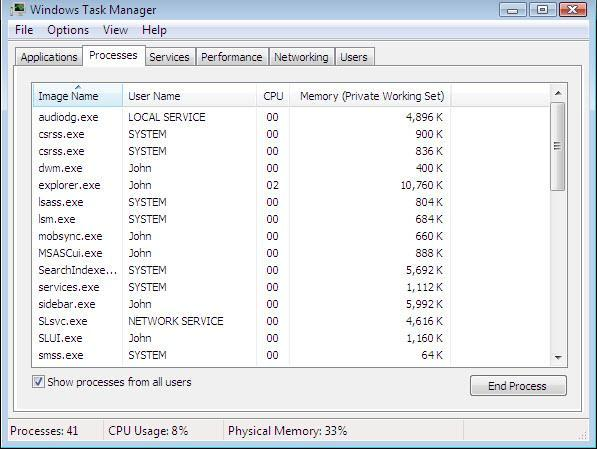 Windows Task Manager
File Options View Help
Applications Processes Services Performance Networking Users
Image Name User Name CPU Memory (Private Working Set)
audiodg.exe LOCAL SERVICE 00 4,896 K
csrss.exe SYSTEM 00 900 K
csrss.exe SYSTEM 00 836 K
dwm.exe John 00 400 K
explorer.exe John 02 10,760 K
lsass.exe SYSTEM 00 804 K
lsm.exe SYSTEM 00 684 K
mobsync.exe John 00 660 K
MSASCui.exe John 00 888 K
SearchIndexe... SYSTEM 00 5,692 K
services.exe SYSTEM 00 1,112 K
sidebar.exe John 00 5,992 K
SLsvc.exe NETWORK SERVICE 00 4,616 K
SLUI.exe John 00 1,160 K
smss.exe SYSTEM 00 64 K
Show processes from all users End Process
Processes: 41 CPU Usage: 8% Physical Memory: 33%